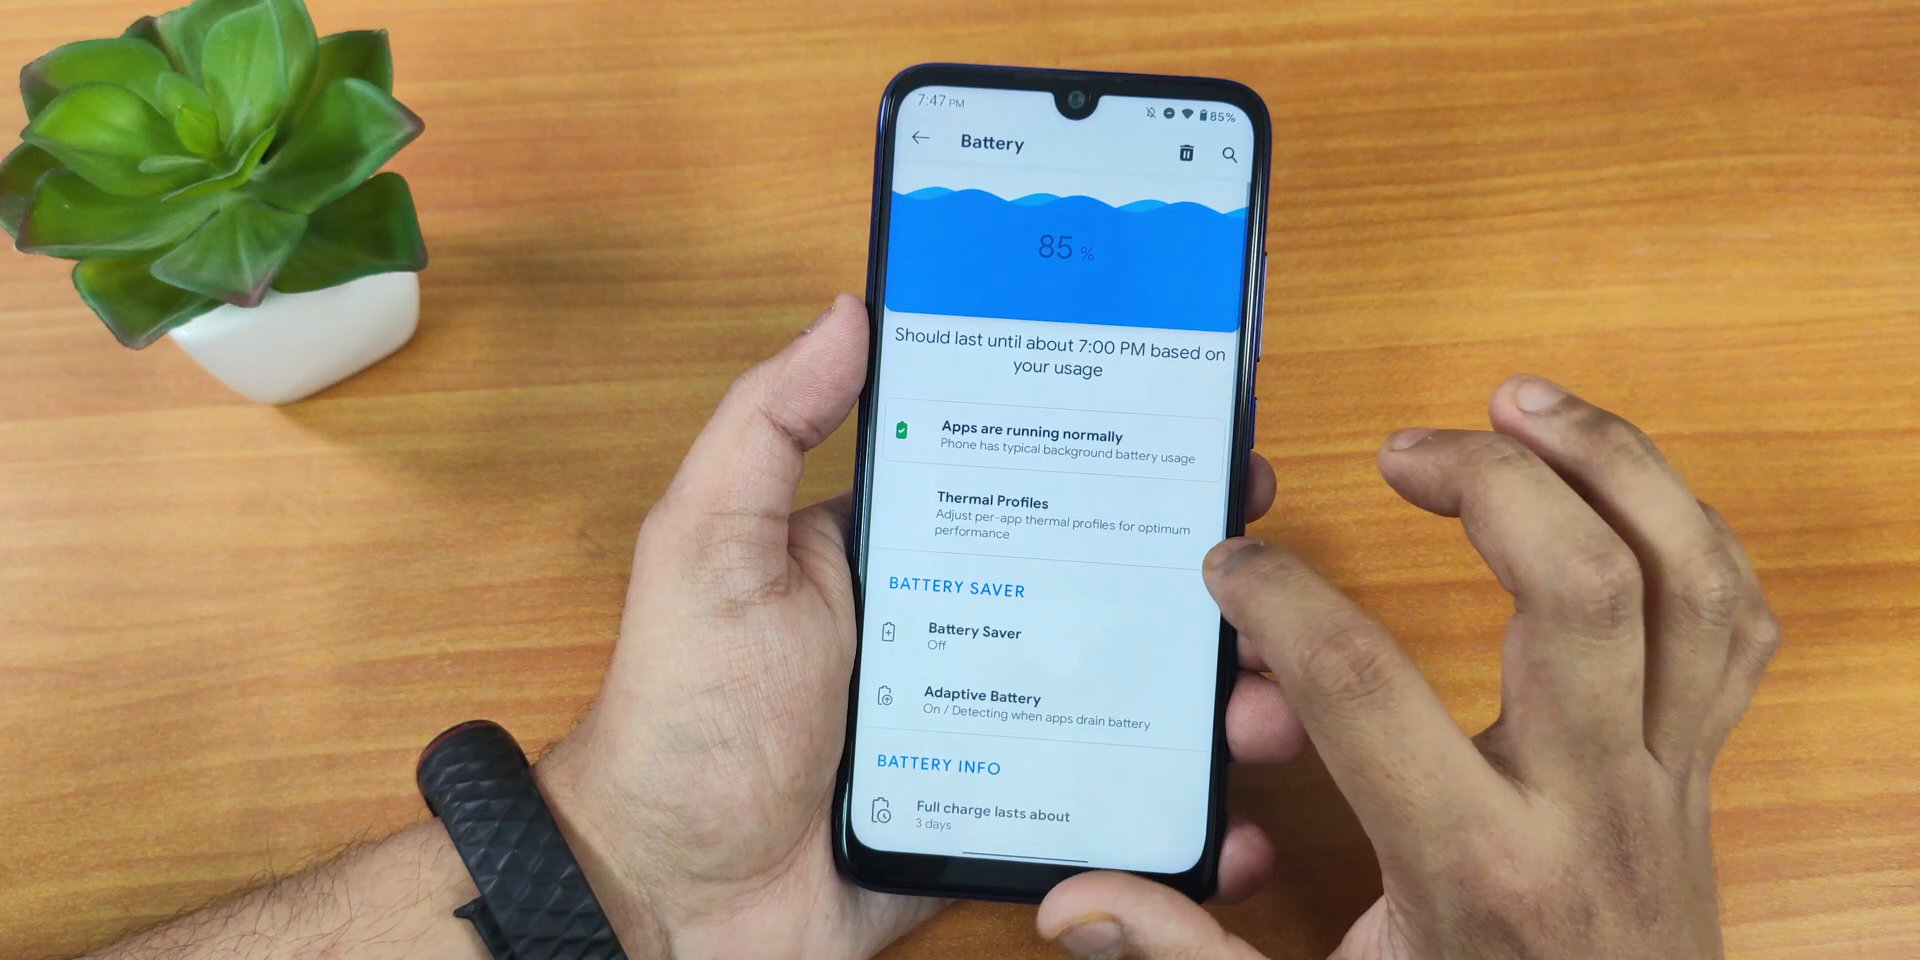 7:47 PM
85%
Battery
85 %
Should last until about 7:00 PM based on
your usage
Apps are running normally
Phone has typical background battery usage
Thermal Profiles
Adjust per-app thermal profiles for optimum
performance
BATTERY SAVER
Battery Saver
Off
Adaptive Battery
On / Detecting when apps drain battery
BATTERY INFO
Full charge lasts about
3 days